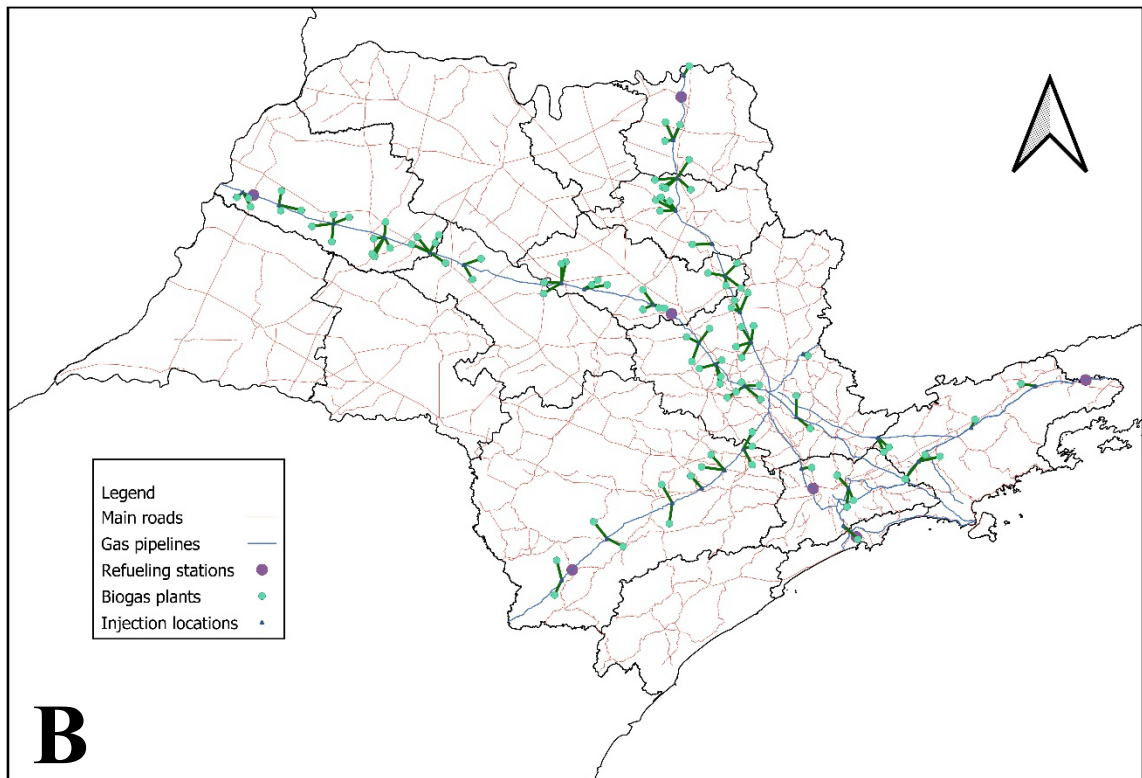 Legend
Main roads
Gas pipelines
Refueling stations
Biogas plants
Injection locations
B